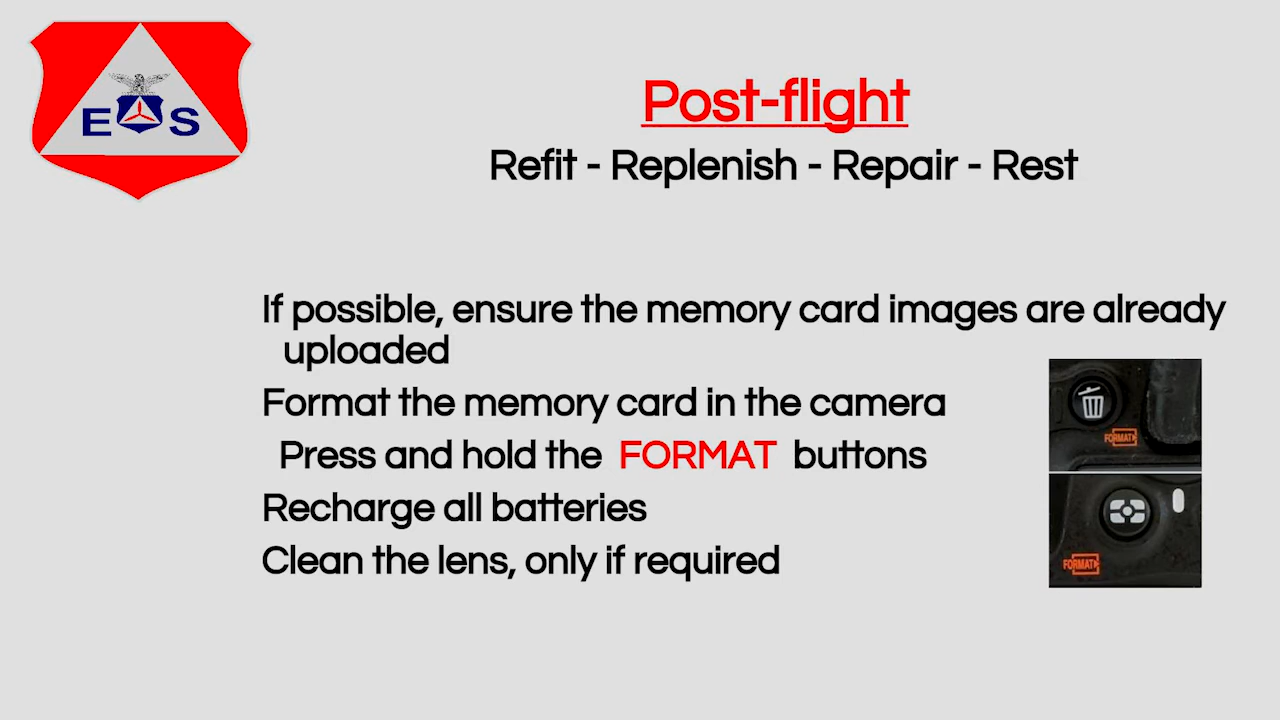 E S
Post-flight
Refit - Replenish - Repair - Rest
If possible, ensure the memory card images are already
uploaded
Format the memory card in the camera
Press and hold the FORMAT buttons
Recharge all batteries
Clean the lens, only if required
FORMAT
FORMAT